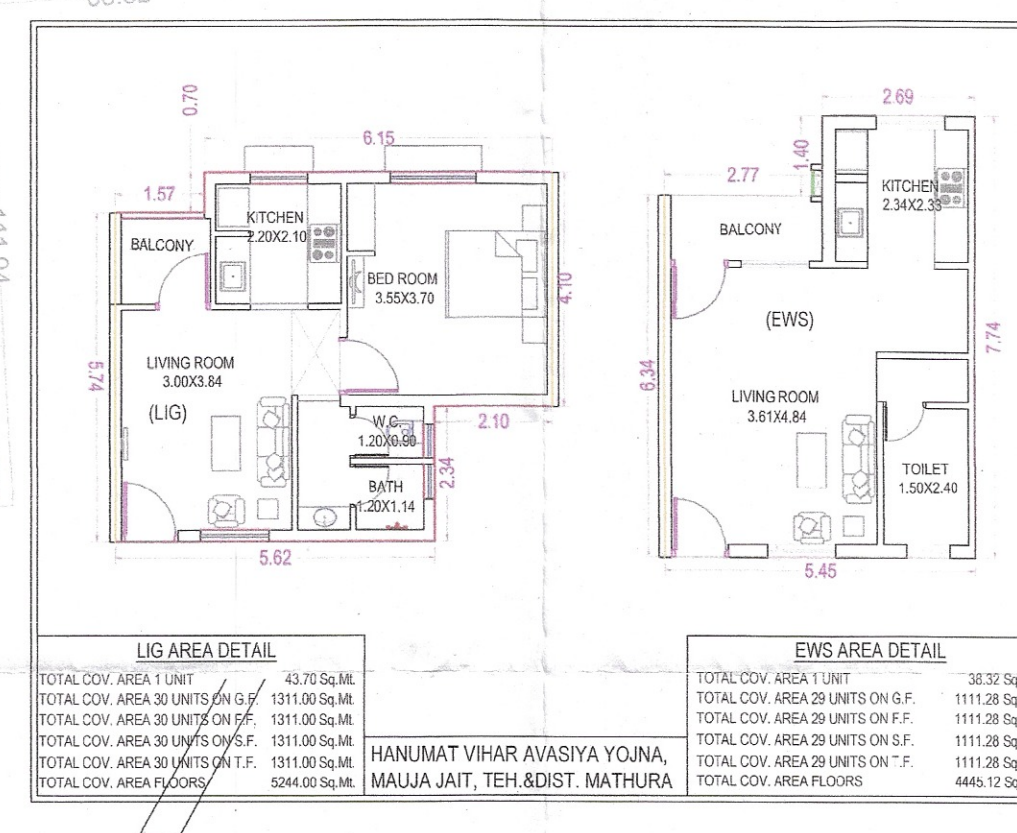 0.70
6.15
1.57
KITCHEN
2.20X2.10
BALCONY
BED ROOM
3.55X3.70
4.10
5.74
LIVING ROOM
3.00X3.84
(LIG)
W.C.
1.20X0.90
2.10
BATH
1.20X1.14
2.34
5.62
2.69
1.40
2.77
KITCHEN
2.34X2.33
BALCONY
(EWS)
7.74
6.34
LIVING ROOM
3.61X4.84
TOILET
1.50X2.40
5.45
LIG AREA DETAIL
TOTAL COV. AREA 1 UNIT 43.70 Sq.Mt.
TOTAL COV. AREA 30 UNITS ON G.F. 1311.00 Sq.Mt.
TOTAL COV. AREA 30 UNITS ON F.F. 1311.00 Sq.Mt.
TOTAL COV. AREA 30 UNITS ON S.F. 1311.00 Sq.Mt.
TOTAL COV. AREA 30 UNITS ON T.F. 1311.00 Sq.Mt.
TOTAL COV. AREA FLOORS 5244.00 Sq.Mt.
HANUMAT VIHAR AVASIYA YOJNA,
MAUJA JAIT, TEH.&DIST. MATHURA
EWS AREA DETAIL
TOTAL COV. AREA 1 UNIT 38.32 Sq
TOTAL COV. AREA 29 UNITS ON G.F. 1111.28 Sq
TOTAL COV. AREA 29 UNITS ON F.F. 1111.28 Sq
TOTAL COV. AREA 29 UNITS ON S.F. 1111.28 Sq
TOTAL COV. AREA 29 UNITS ON T.F. 1111.28 Sq
TOTAL COV. AREA FLOORS 4445.12 Sq